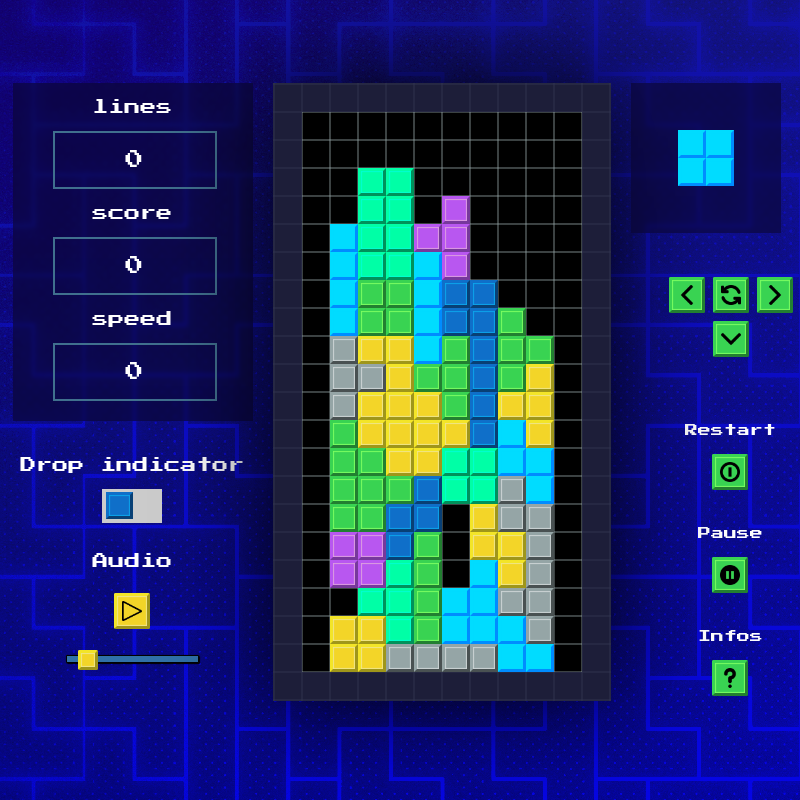 lines
0
score
0
speed
0
Drop indicator
Audio
Restart
Pause
Infos
?